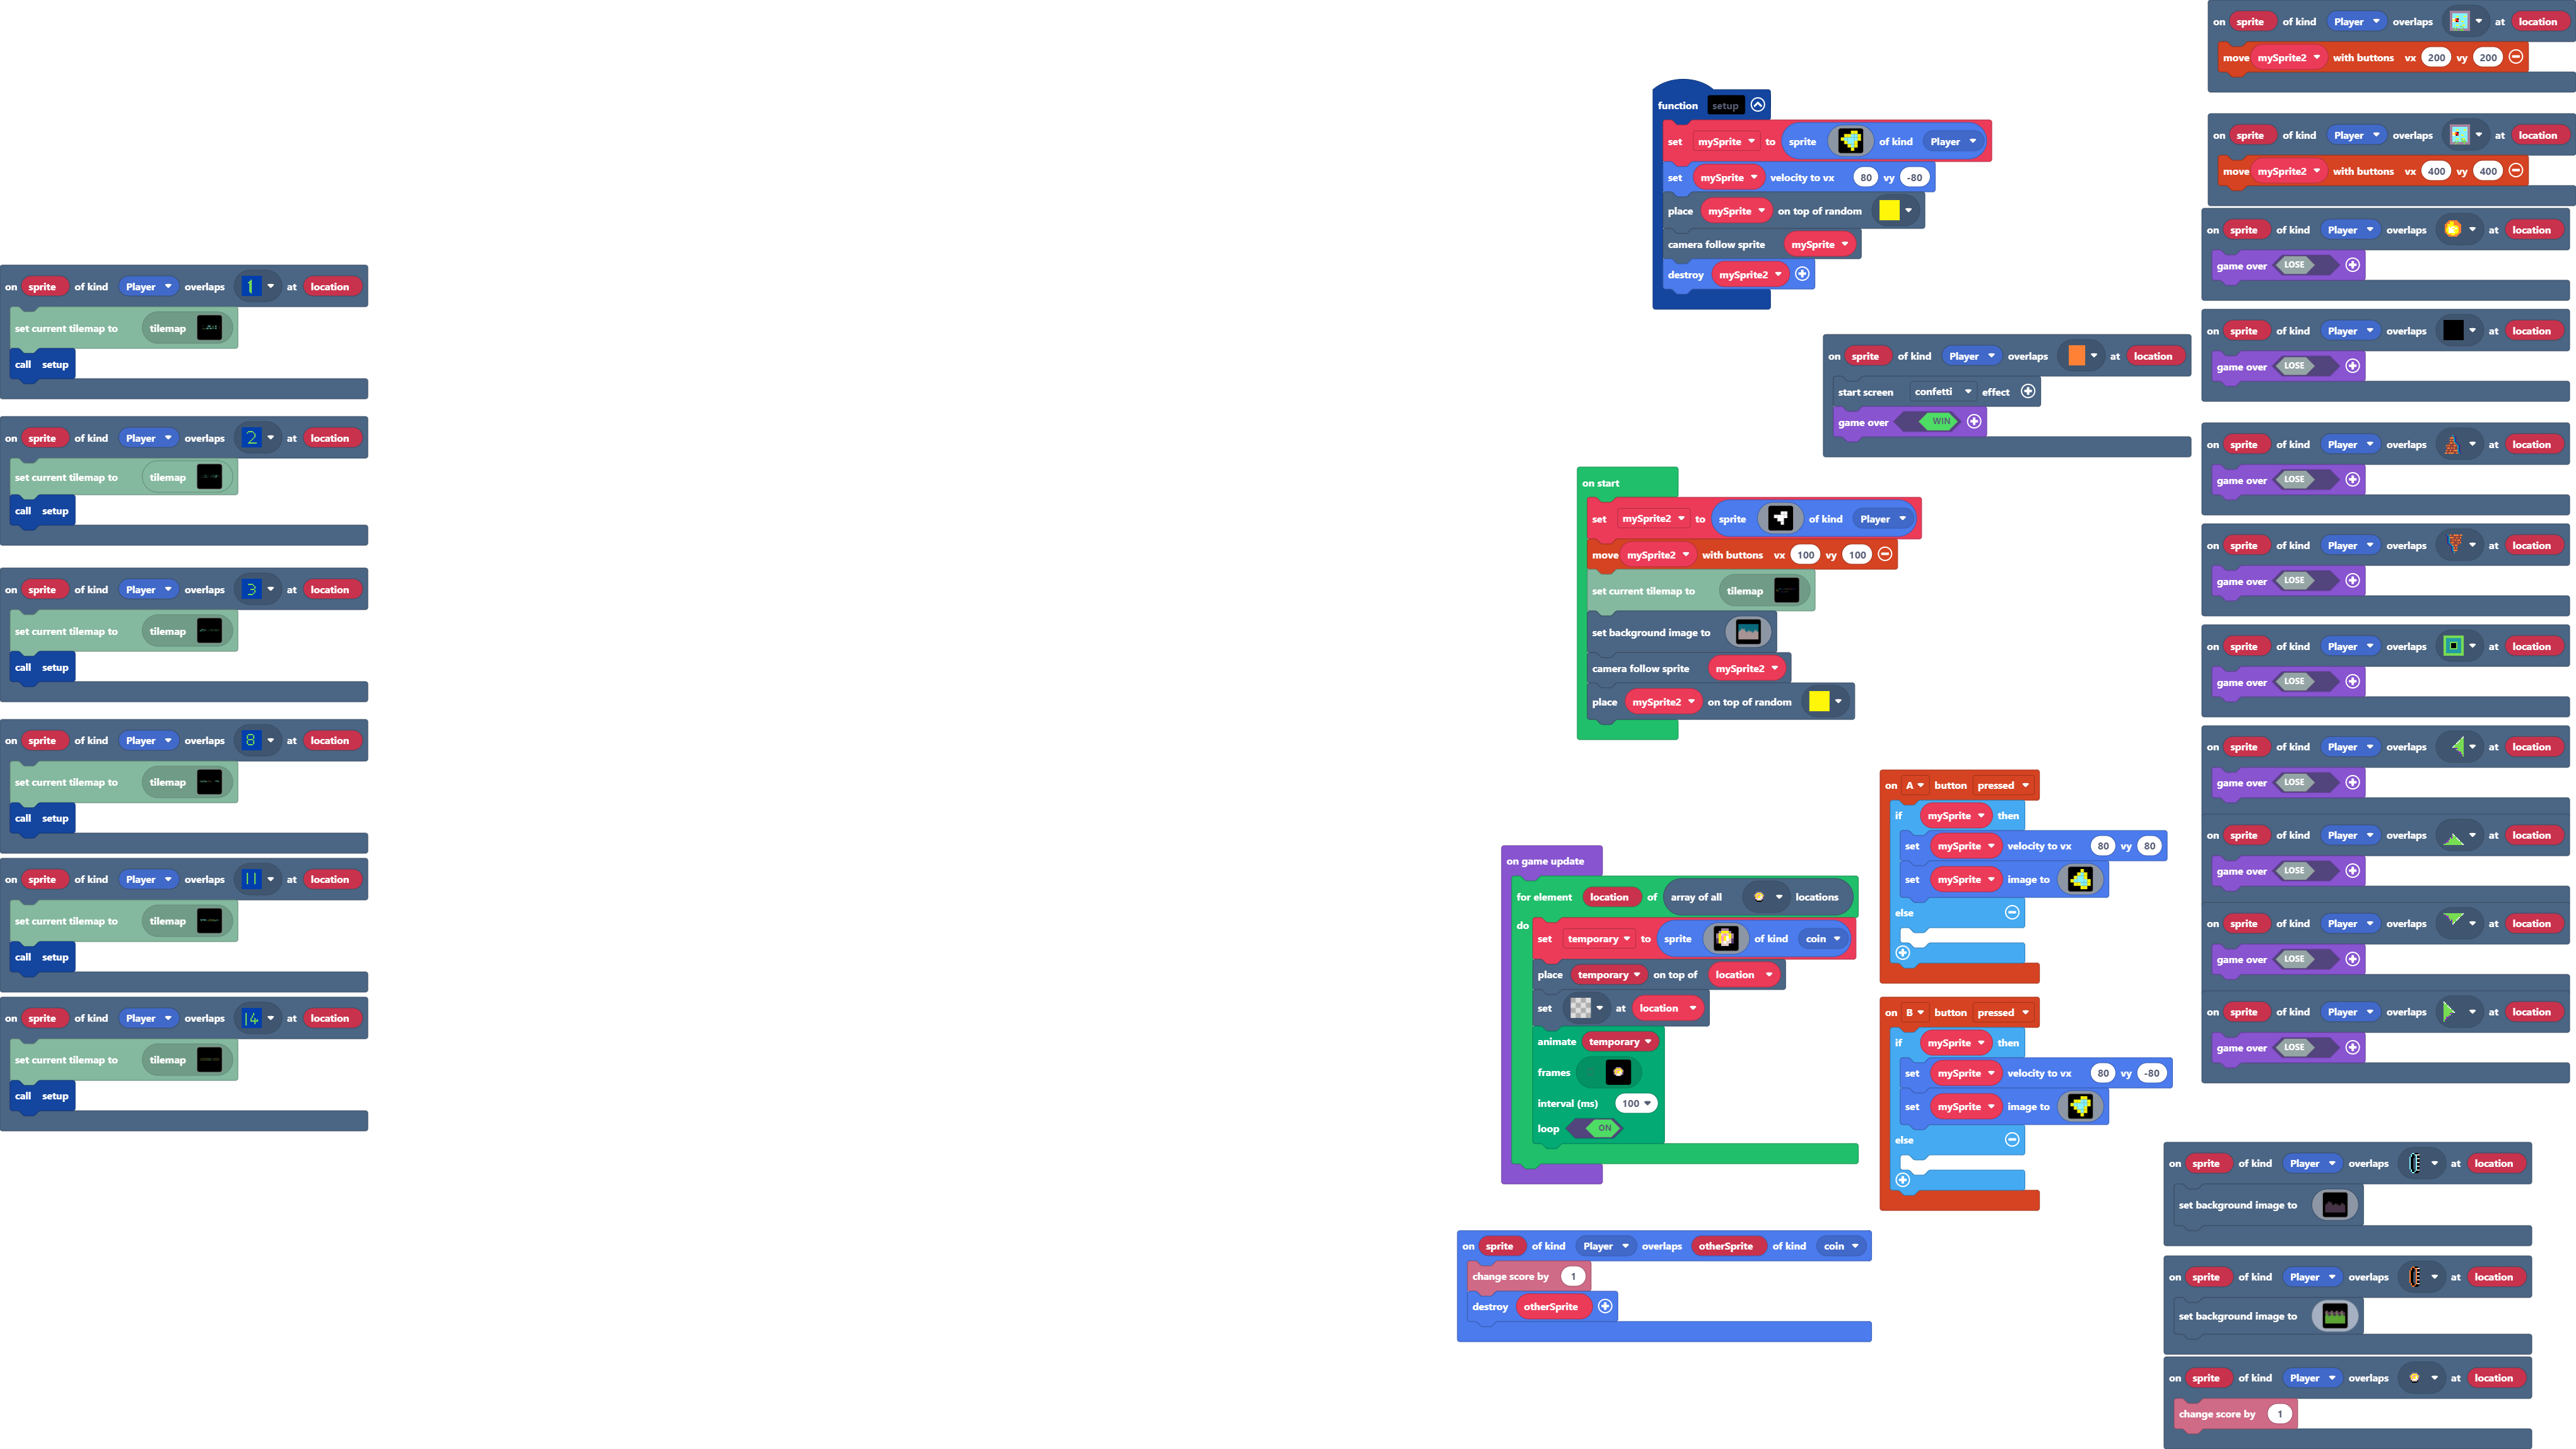 on sprite of kind Player overlaps 1 at location
set current tilemap to tilemap
call setup
on sprite of kind Player overlaps 2 at location
set current tilemap to tilemap
call setup
on sprite of kind Player overlaps 3 at location
set current tilemap to tilemap
call setup
on sprite of kind Player overlaps 8 at location
set current tilemap to tilemap
call setup
on sprite of kind Player overlaps 11 at location
set current tilemap to tilemap
call setup
on sprite of kind Player overlaps 14 at location
set current tilemap to tilemap
call setup
function setup
set mySprite to sprite of kind Player
set mySprite velocity to vx 80 vy -80
place mySprite on top of random
camera follow sprite mySprite
destroy mySprite2
on sprite of kind Player overlaps at location
start screen confetti effect
game over WIN
on start
set mySprite2 to sprite of kind Player
move mySprite2 with buttons vx 100 vy 100
set current tilemap to tilemap
set background image to
camera follow sprite mySprite2
place mySprite2 on top of random
on game update
for element location of array of all locations
do
set temporary to sprite of kind coin
place temporary on top of location
set at location
animate temporary
frames
interval (ms) 100
loop ON
on sprite of kind Player overlaps otherSprite of kind coin
change score by 1
destroy otherSprite
on A button pressed
if mySprite then
set mySprite velocity to vx 80 vy 80
set mySprite image to
else
on B button pressed
if mySprite then
set mySprite velocity to vx 80 vy -80
set mySprite image to
else
on sprite of kind Player overlaps at location
move mySprite2 with buttons vx 200 vy 200
on sprite of kind Player overlaps at location
move mySprite2 with buttons vx 400 vy 400
on sprite of kind Player overlaps at location
game over LOSE
on sprite of kind Player overlaps at location
game over LOSE
on sprite of kind Player overlaps at location
game over LOSE
on sprite of kind Player overlaps at location
game over LOSE
on sprite of kind Player overlaps at location
game over LOSE
on sprite of kind Player overlaps at location
game over LOSE
on sprite of kind Player overlaps at location
game over LOSE
on sprite of kind Player overlaps at location
game over LOSE
on sprite of kind Player overlaps at location
game over LOSE
on sprite of kind Player overlaps at location
set background image to
on sprite of kind Player overlaps at location
set background image to
on sprite of kind Player overlaps at location
change score by 1